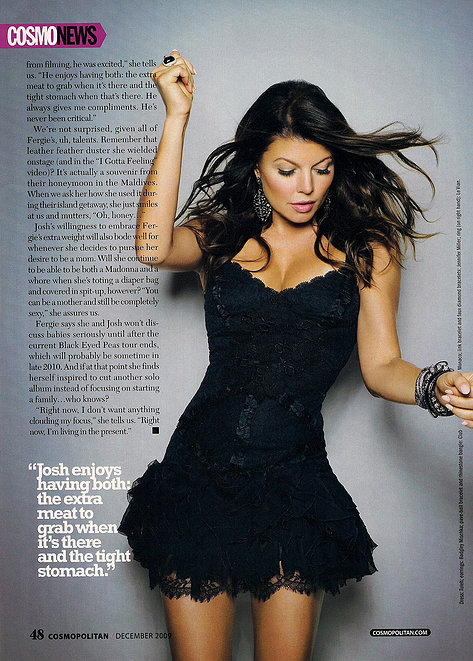 COSMONEWS
from filming, he was excited,” she tells
us. “He enjoys having both: the extra
meat to grab when it’s there and the
tight stomach when that’s there. He
always gives me compliments. He’s
never been critical.”
We’re not surprised, given all of
Fergie’s, uh, talents. Remember that
leather feather duster she wielded
onstage (and in the “I Gotta Feeling”
video)? It’s actually a souvenir from
their honeymoon in the Maldives.
When we ask her how she used it dur-
ing their island getaway, she just smiles
at us and mutters, “Oh, honey....”
Josh’s willingness to embrace Fer-
gie’s extra weight will also bode well for
whenever she decides to pursue her
desire to be a mom. Will she continue
to be able to be both a Madonna and a
whore when she’s toting a diaper bag
and covered in spit-up, however? “You
can be a mother and still be completely
sexy,” she assures us.
Fergie says she and Josh won’t dis-
cuss babies seriously until after the
current Black Eyed Peas tour ends,
which will probably be sometime in
late 2010. And if at that point she finds
herself inspired to cut another solo
album instead of focusing on starting
a family…who knows?
“Right now, I don’t want anything
clouding my focus,” she tells us. “Right
now, I’m living in the present.” ■
“Josh enjoys
having both:
the extra
meat to
grab when
it’s there
and the tight
stomach.”
48 COSMOPOLITAN DECEMBER 2009
COSMOPOLITAN.COM